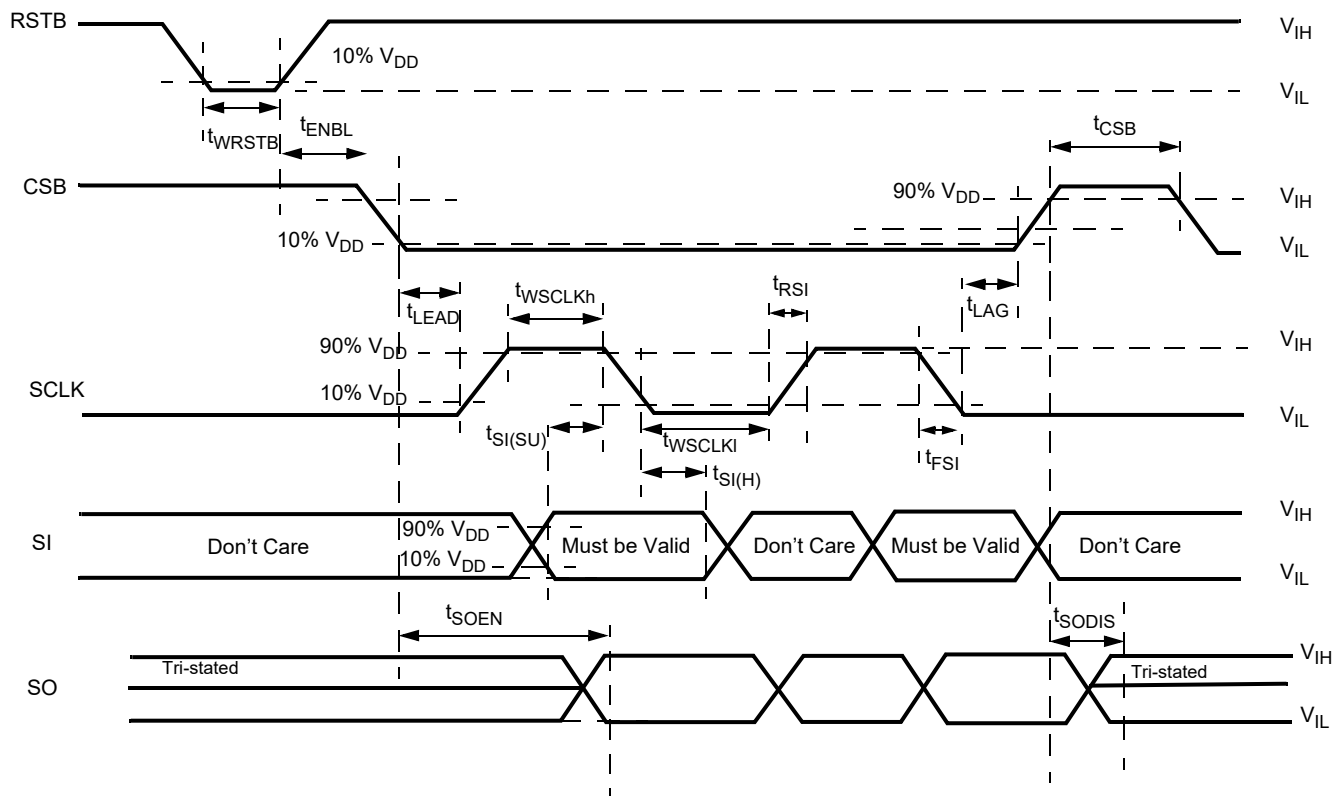 RSTB
V_IH
10% V_DD
V_IL
t_WRSTB
t_ENBL
t_CSB
CSB
90% V_DD
V_IH
10% V_DD
V_IL
t_LEAD
t_WSCLKh
t_RSI
t_LAG
90% V_DD
V_IH
SCLK
10% V_DD
V_IL
t_SI(SU)
t_WSCLKl
t_FSI
t_SI(H)
V_IH
SI
Don't Care
90% V_DD
10% V_DD
Must be Valid
Don't Care
Must be Valid
Don't Care
V_IL
t_SOEN
t_SODIS
Tri-stated
V_IH
Tri-stated
SO
V_IL